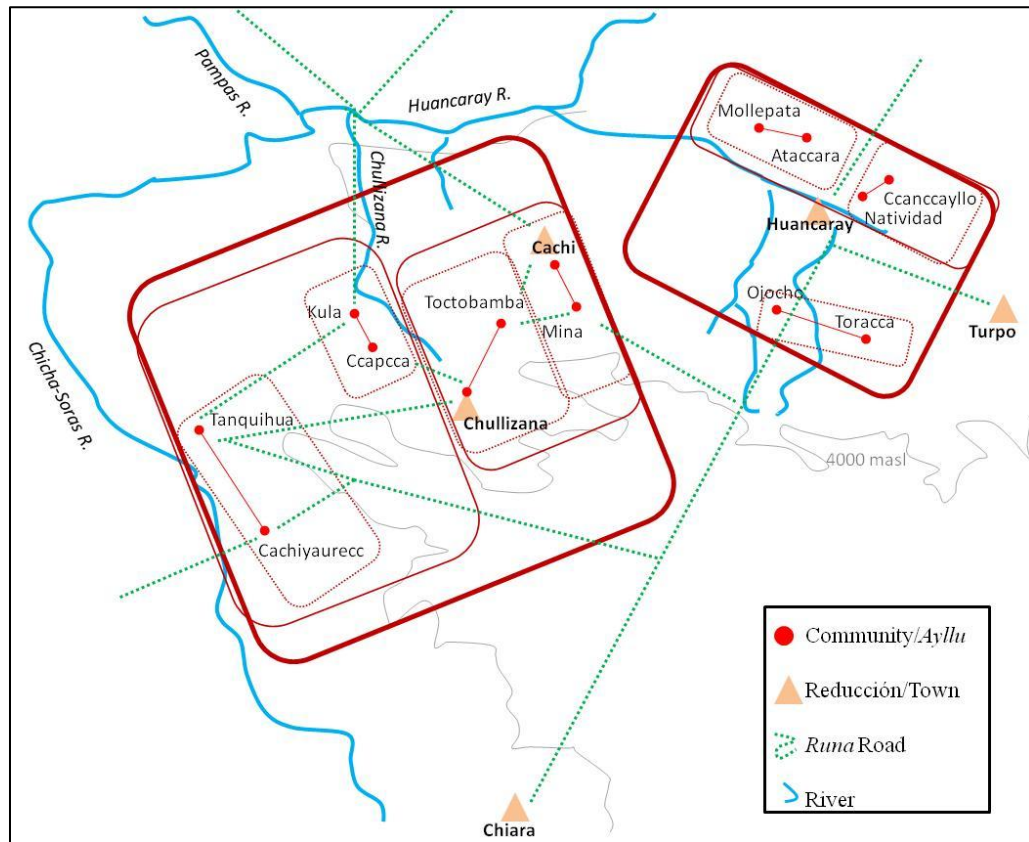 Pampas R.
Huancaray R.
Chullizana R.
Chicha-Soras R.
Mollepata
Ataccara
Ccanccayllo
Natividad
Huancaray
Cachi
Toctobamba
Mina
Kula
Ccapcca
Ojocho
Toracca
Turpo
Tanquihua
Chullizana
4000 masl
Cachiyaurecc
Chiara
Community/Ayllu
Reducción/Town
Runa Road
River